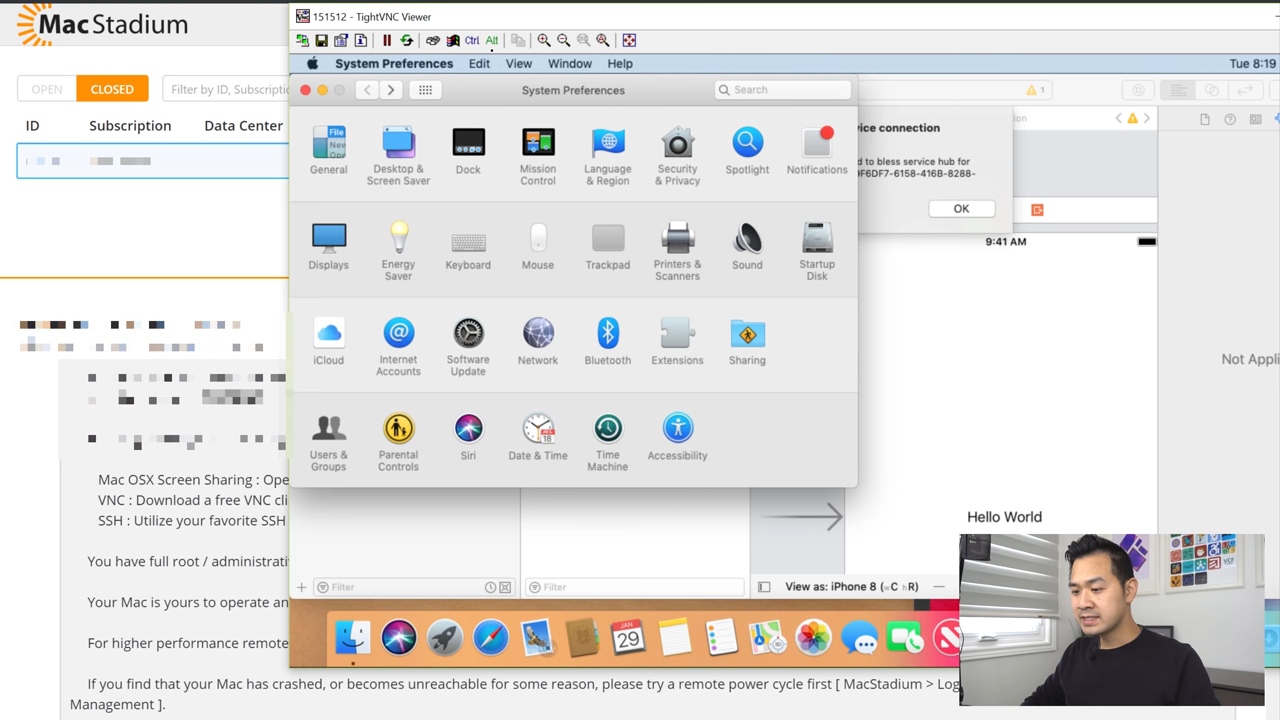 MacStadium
OPEN
CLOSED
Filter by ID, Subscriptio
ID
Subscription
Data Center
Mac OSX Screen Sharing : Ope
VNC : Download a free VNC cli
SSH : Utilize your favorite SSH
You have full root / administrati
Your Mac is yours to operate an
For higher performance remote
If you find that your Mac has crashed, or becomes unreachable for some reason, please try a remote power cycle first [ MacStadium > Log
Management ].
151512 - TightVNC Viewer
Ctrl
Alt
System Preferences
Edit
View
Window
Help
Tue 8:19
System Preferences
Search
General
Desktop &
Screen Saver
Dock
Mission
Control
Language
& Region
Security
& Privacy
Spotlight
Notifications
Displays
Energy
Saver
Keyboard
Mouse
Trackpad
Printers &
Scanners
Sound
Startup
Disk
iCloud
Internet
Accounts
Software
Update
Network
Bluetooth
Extensions
Sharing
Users &
Groups
Parental
Controls
Siri
Date & Time
Time
Machine
Accessibility
1
ion
vice connection
d to bless service hub for
9F6DF7-6158-416B-8288-
OK
9:41 AM
Not Appli
Hello World
Filter
Filter
View as: iPhone 8 (wC hR)
JAN
29